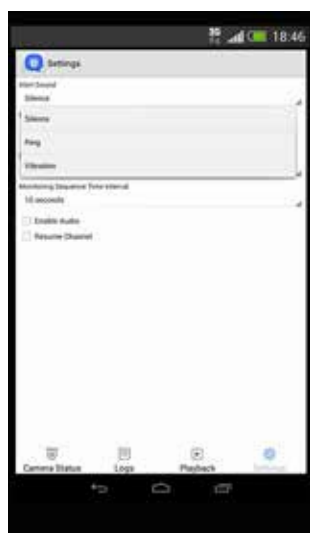 3G 18:46
Settings
Alert Sound
Silence
Silence
Ring
Vibration
Monitoring Sequence Time Interval
10 seconds
Enable Audio
Resume Channel
Camera Status Logs Playback Settings